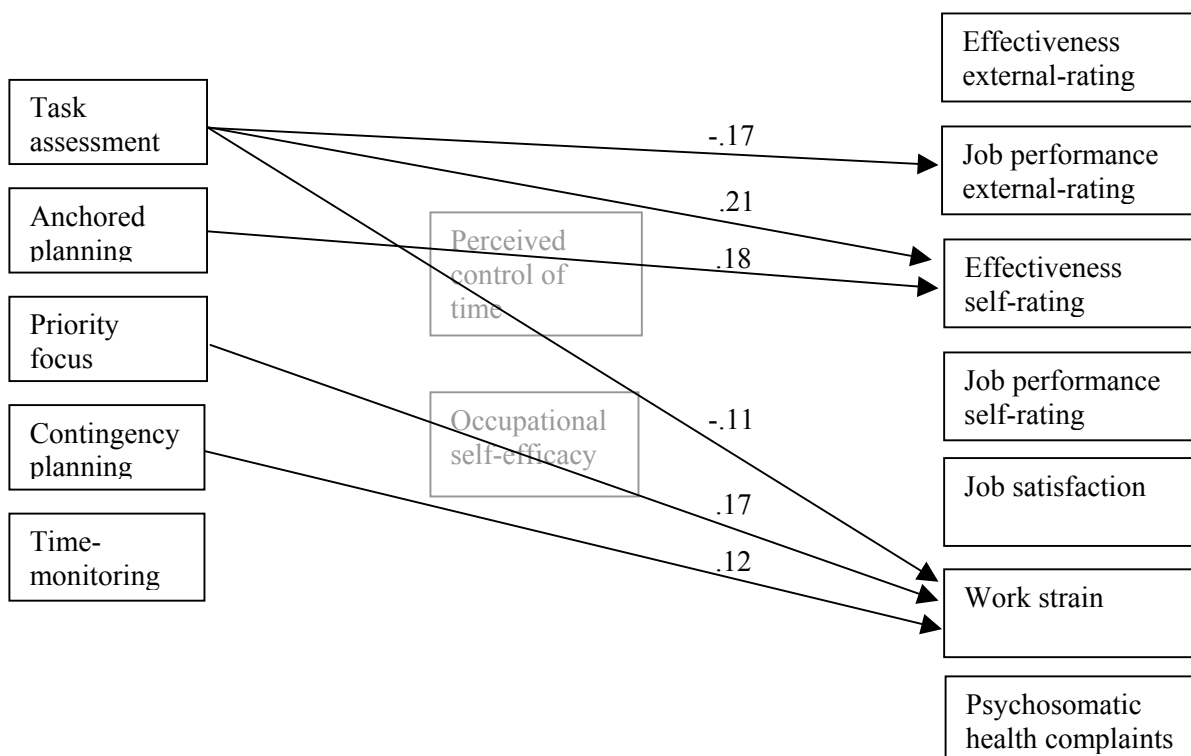 Task
assessment
Anchored
planning
Priority
focus
Contingency
planning
Time-
monitoring
Perceived
control of
time
Occupational
self-efficacy
-.17
.21
.18
-.11
.17
.12
Effectiveness
external-rating
Job performance
external-rating
Effectiveness
self-rating
Job performance
self-rating
Job satisfaction
Work strain
Psychosomatic
health complaints